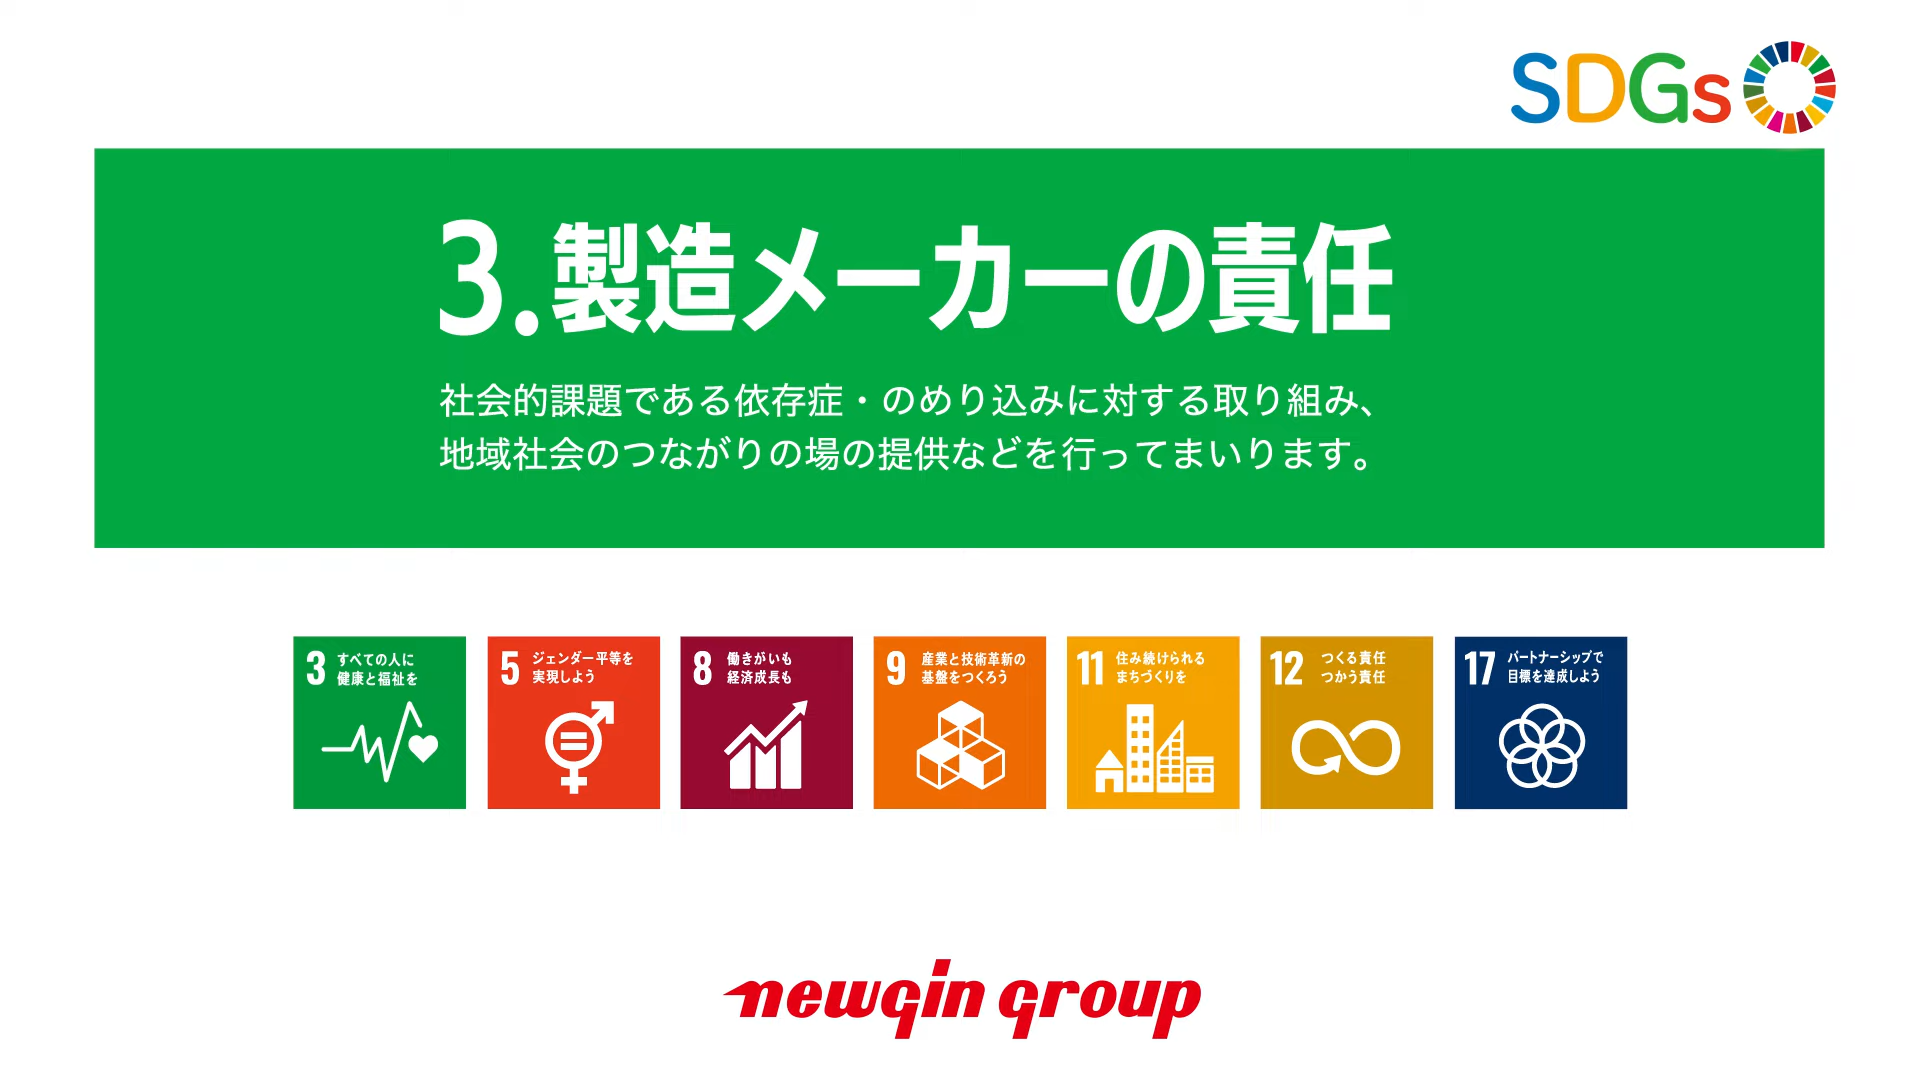 SDGs
3.製造メーカーの責任
社会的課題である依存症・のめり込みに対する取り組み、
地域社会のつながりの場の提供などを行ってまいります。
3 すべての人に
健康と福祉を
5 ジェンダー平等を
実現しよう
8 働きがいも
経済成長も
9 産業と技術革新の
基盤をつくろう
11 住み続けられる
まちづくりを
12 つくる責任
つかう責任
17 パートナーシップで
目標を達成しよう
newgin group